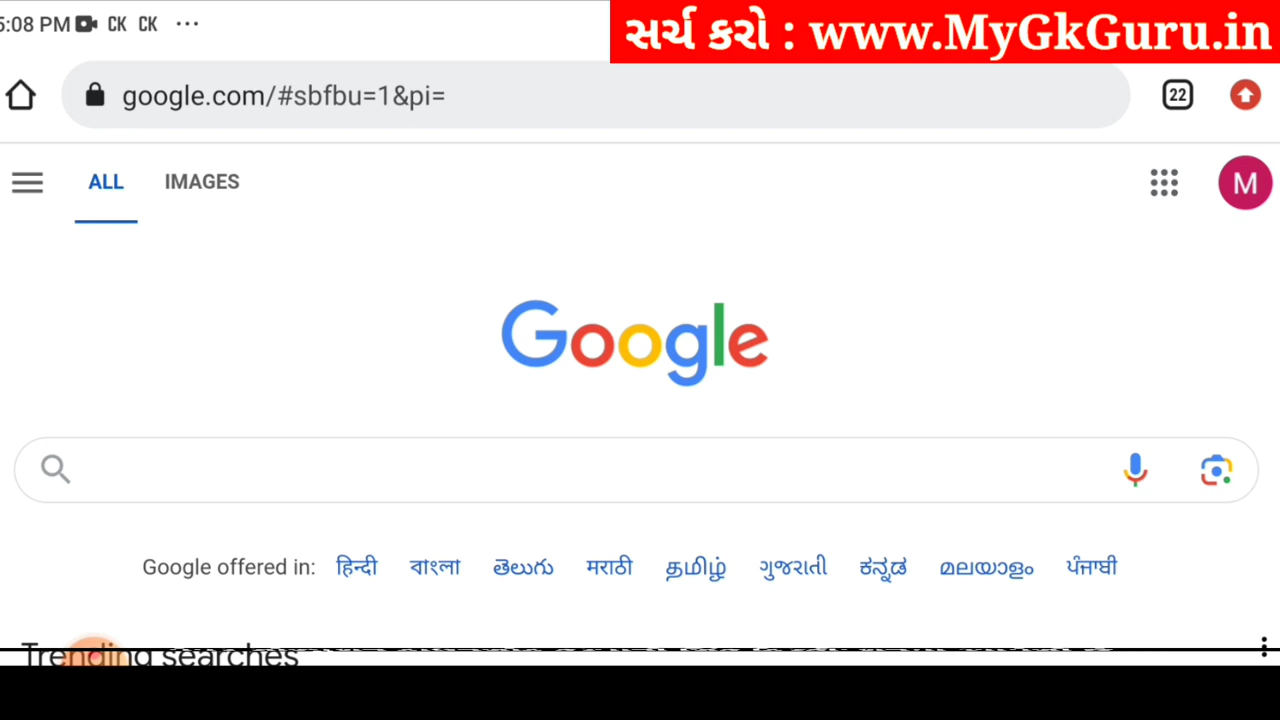 5:08 PM CK CK ...
સર્ચ કરો : www.MyGkGuru.in
google.com/#sbfbu=1&pi=
22
ALL IMAGES
M
Google
Google offered in: हिन्दी বাংলা తెలుగు मराठी தமிழ் ગુજરાતી ಕನ್ನಡ മലയാളം ਪੰਜਾਬੀ
Trending searches